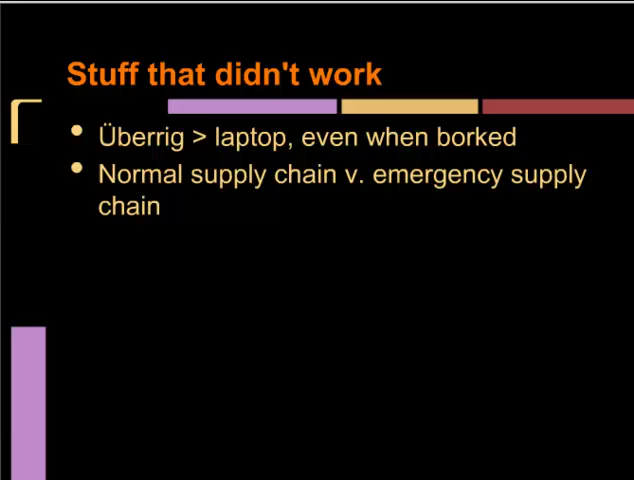 Stuff that didn't work
• Überrig > laptop, even when borked
• Normal supply chain v. emergency supply
chain